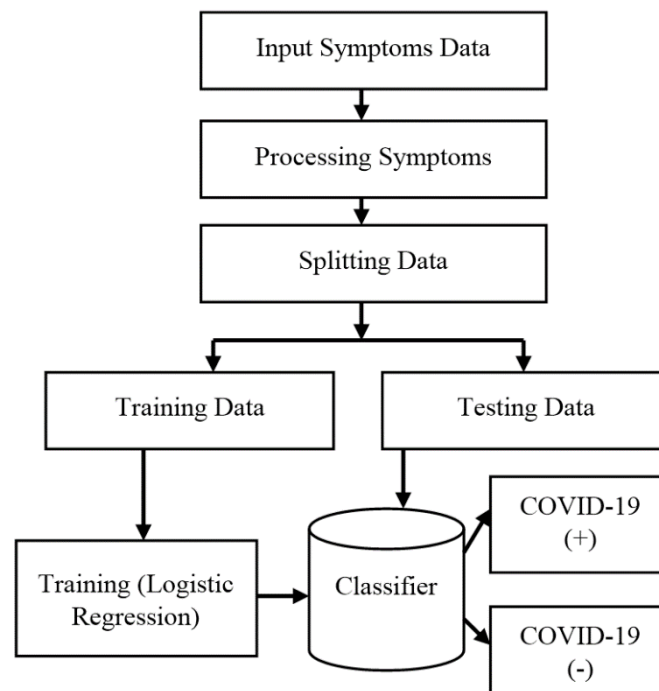 Input Symptoms Data
Processing Symptoms
Splitting Data
Training Data
Testing Data
COVID-19
(+)
Training (Logistic
Regression)
Classifier
COVID-19
(-)